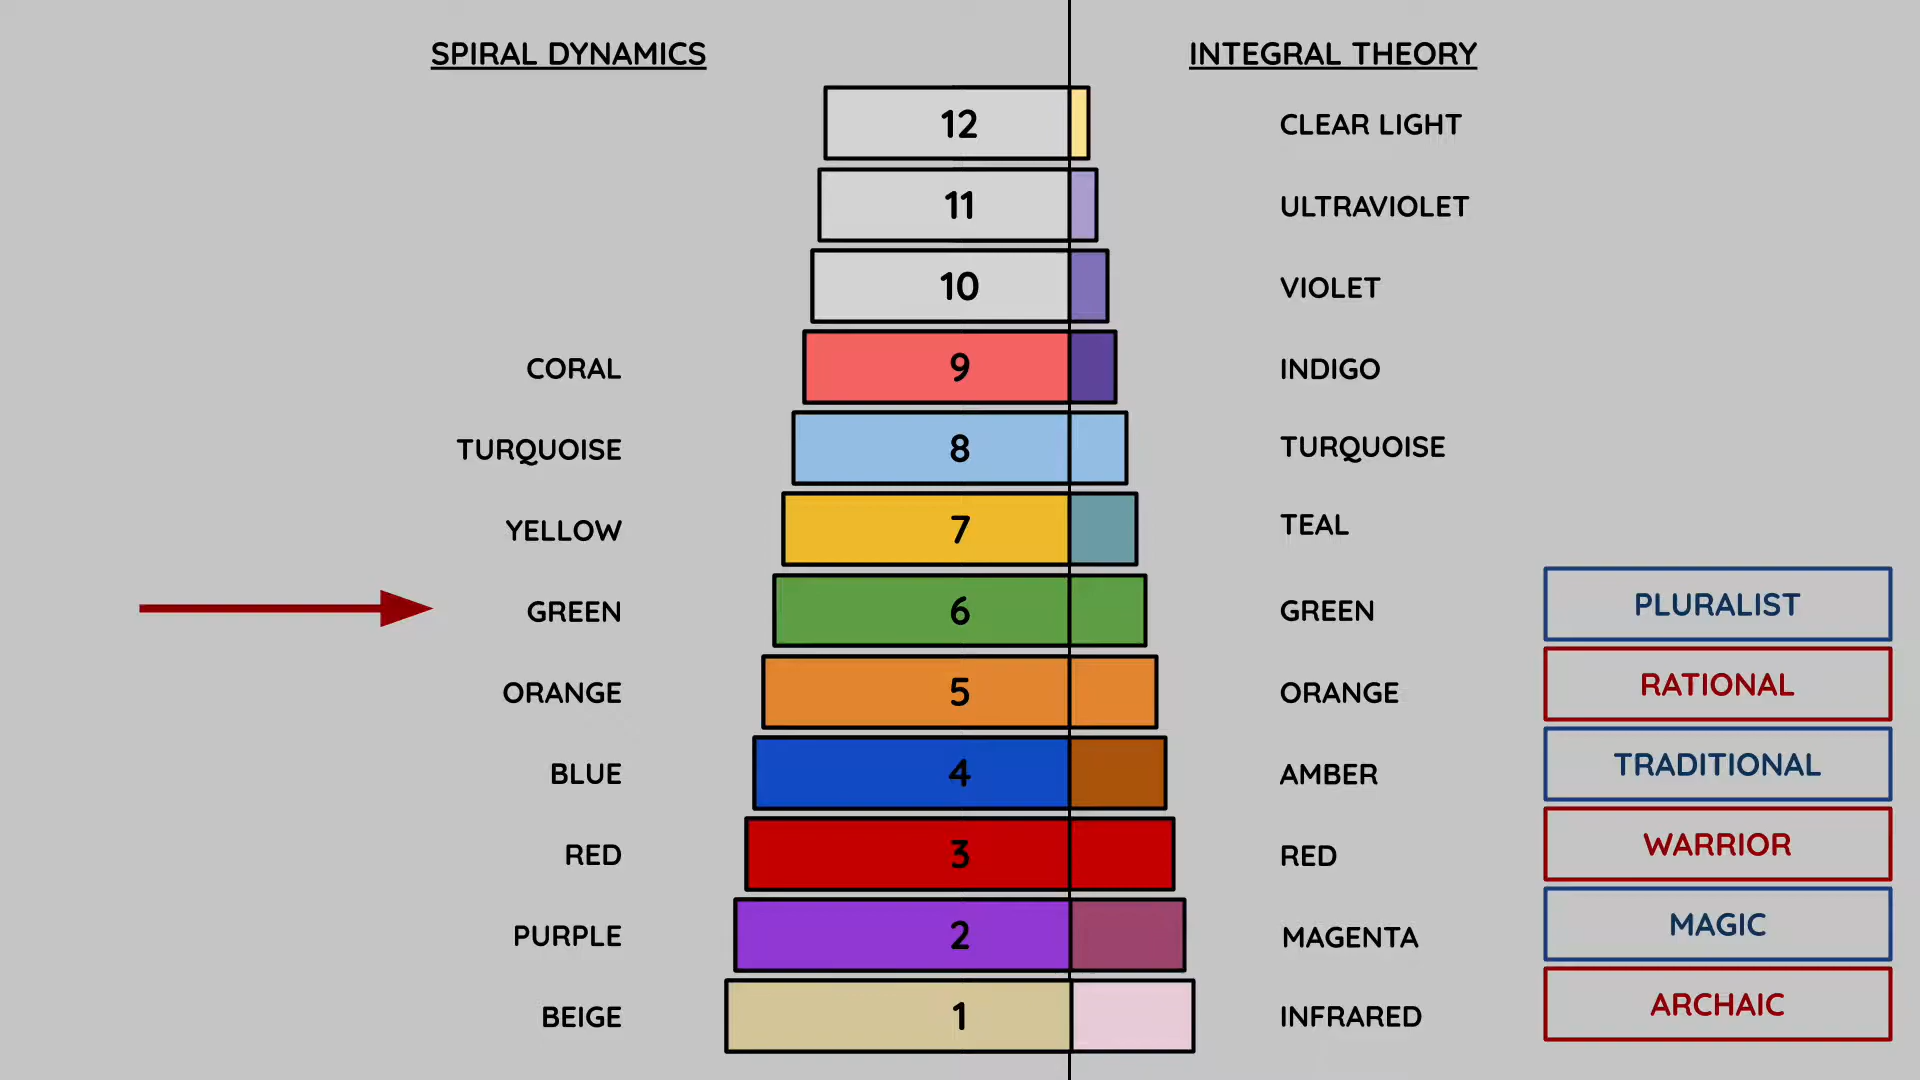 SPIRAL DYNAMICS
INTEGRAL THEORY
12 CLEAR LIGHT
11 ULTRAVIOLET
10 VIOLET
CORAL 9 INDIGO
TURQUOISE 8 TURQUOISE
YELLOW 7 TEAL
GREEN 6 GREEN PLURALIST
ORANGE 5 ORANGE RATIONAL
BLUE 4 AMBER TRADITIONAL
RED 3 RED WARRIOR
PURPLE 2 MAGENTA MAGIC
BEIGE 1 INFRARED ARCHAIC